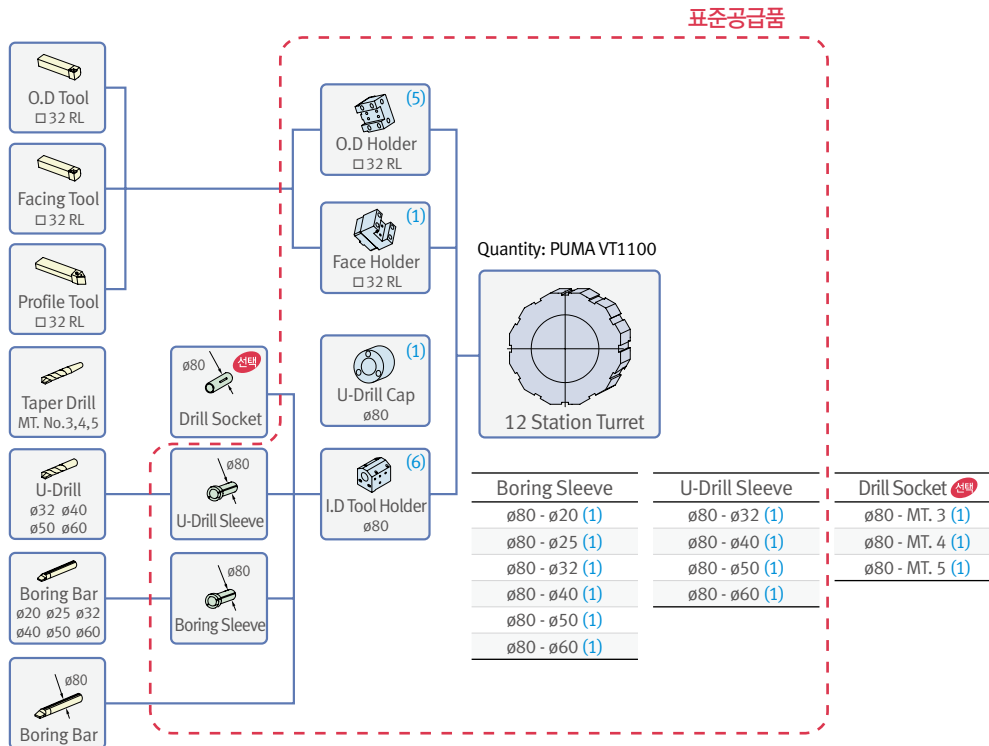 표준공급품
O.D Tool
□ 32 RL
Facing Tool
□ 32 RL
Profile Tool
□ 32 RL
Taper Drill
MT. No.3,4,5
U-Drill
ø32 ø40
ø50 ø60
Boring Bar
ø20 ø25 ø32
ø40 ø50 ø60
ø80
Boring Bar
ø80
선택
Drill Socket
ø80
U-Drill Sleeve
ø80
Boring Sleeve
(5)
O.D Holder
□ 32 RL
(1)
Face Holder
□ 32 RL
(1)
U-Drill Cap
ø80
(6)
I.D Tool Holder
ø80
Quantity: PUMA VT1100
12 Station Turret
Boring Sleeve
ø80 - ø20 (1)
ø80 - ø25 (1)
ø80 - ø32 (1)
ø80 - ø40 (1)
ø80 - ø50 (1)
ø80 - ø60 (1)
U-Drill Sleeve
ø80 - ø32 (1)
ø80 - ø40 (1)
ø80 - ø50 (1)
ø80 - ø60 (1)
Drill Socket 선택
ø80 - MT. 3 (1)
ø80 - MT. 4 (1)
ø80 - MT. 5 (1)